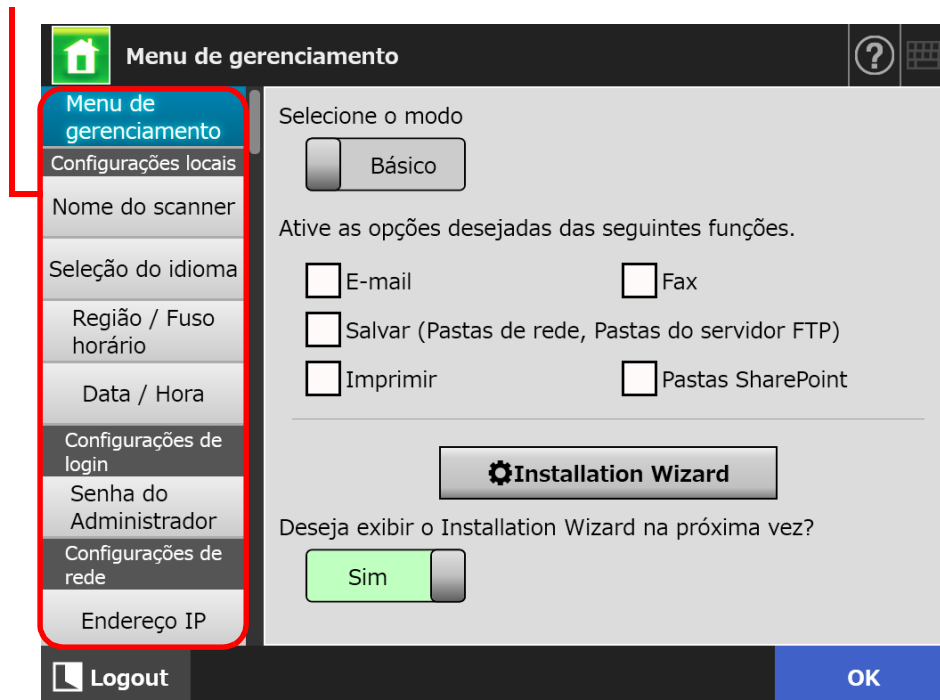 Menu de gerenciamento
?
Menu de
gerenciamento
Configurações locais
Nome do scanner
Seleção do idioma
Região / Fuso
horário
Data / Hora
Configurações de
login
Senha do
Administrador
Configurações de
rede
Endereço IP
Selecione o modo
Básico
Ative as opções desejadas das seguintes funções.
E-mail
Fax
Salvar (Pastas de rede, Pastas do servidor FTP)
Imprimir
Pastas SharePoint
Installation Wizard
Deseja exibir o Installation Wizard na próxima vez?
Sim
Logout
OK